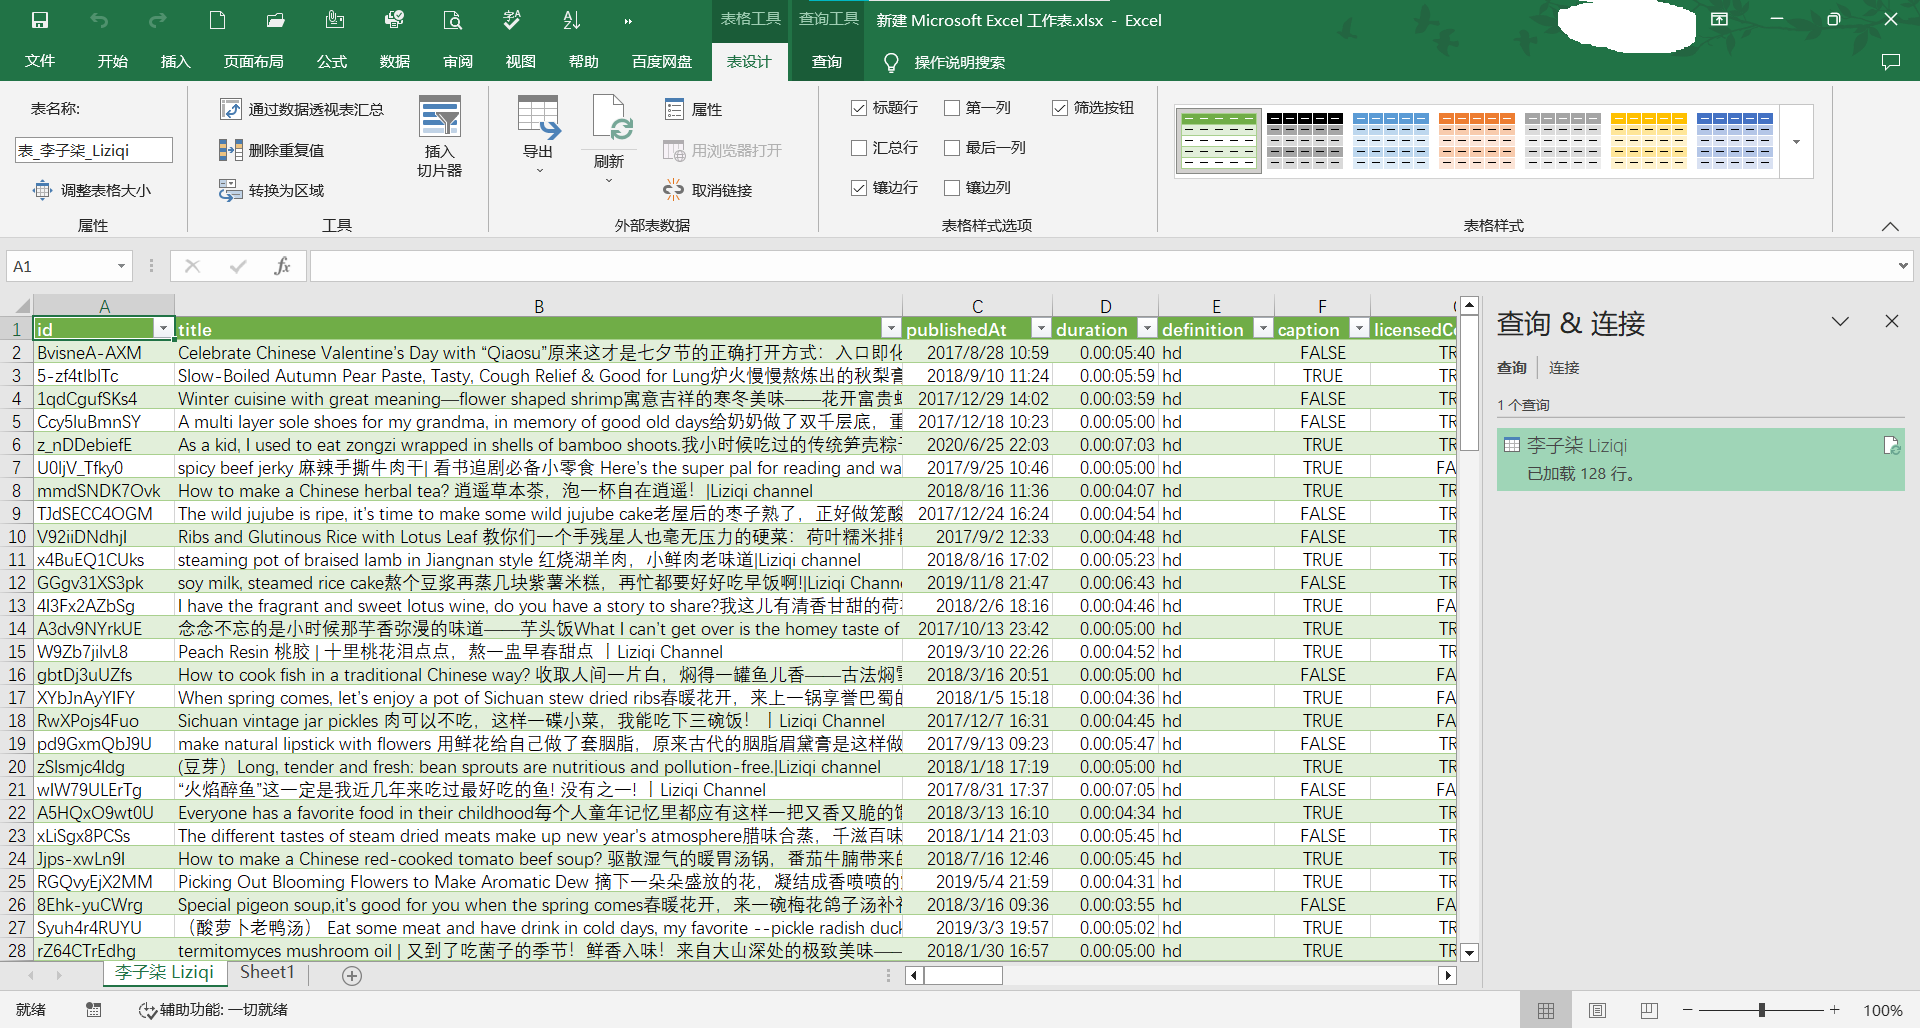 表格工具 查询工具 新建 Microsoft Excel 工作表.xlsx - Excel
文件 开始 插入 页面布局 公式 数据 审阅 视图 帮助 百度网盘 表设计 查询 操作说明搜索
表名称:
表_李子柒_Liziqi
调整表格大小
属性
通过数据透视表汇总
删除重复值
转换为区域
插入
切片器
工具
导出
刷新
属性
用浏览器打开
取消链接
外部表数据
标题行 第一列 筛选按钮
汇总行 最后一列
镶边行 镶边列
表格样式选项
表格样式
A1 fx
A B C D E F
1 id title publishedAt duration definition caption licensedCo
2 BvisneA-AXM Celebrate Chinese Valentine's Day with “Qiaosu”原来这才是七夕节的正确打开方式：入口即化 2017/8/28 10:59 0.00:05:40 hd FALSE TR
3 5-zf4tIbITc Slow-Boiled Autumn Pear Paste, Tasty, Cough Relief & Good for Lung炉火慢慢熬炼出的秋梨膏 2018/9/10 11:24 0.00:05:59 hd TRUE TR
4 1qdCgufSKs4 Winter cuisine with great meaning—flower shaped shrimp寓意吉祥的寒冬美味——花开富贵虾 2017/12/29 14:02 0.00:03:59 hd FALSE TR
5 Ccy5luBmnSY A multi layer sole shoes for my grandma, in memory of good old days给奶奶做了双千层底，重 2017/12/18 10:23 0.00:05:00 hd FALSE TR
6 z_nDDebiefE As a kid, I used to eat zongzi wrapped in shells of bamboo shoots.我小时候吃过的传统笋壳粽子 2020/6/25 22:03 0.00:07:03 hd TRUE TR
7 U0ljV_Tfky0 spicy beef jerky 麻辣手撕牛肉干| 看书追剧必备小零食 Here's the super pal for reading and wa 2017/9/25 10:46 0.00:05:00 hd TRUE FA
8 mmdSNDK7Ovk How to make a Chinese herbal tea? 逍遥草本茶，泡一杯自在逍遥！|Liziqi channel 2018/8/16 11:36 0.00:04:07 hd TRUE TR
9 TJdSECC4OGM The wild jujube is ripe, it's time to make some wild jujube cake老屋后的枣子熟了，正好做笼酸 2017/12/24 16:24 0.00:04:54 hd TRUE TR
10 V92iiDNdhjI Ribs and Glutinous Rice with Lotus Leaf 教你们一个手残星人也毫无压力的硬菜：荷叶糯米排骨 2017/9/2 12:33 0.00:04:48 hd FALSE TR
11 x4BuEQ1CUks steaming pot of braised lamb in Jiangnan style 红烧湖羊肉，小鲜肉老味道|Liziqi channel 2018/8/16 17:02 0.00:05:23 hd TRUE TR
12 GGgv31XS3pk soy milk, steamed rice cake熬个豆浆再蒸几块紫薯米糕，再忙都要好好吃早饭啊!|Liziqi Chann 2019/11/8 21:47 0.00:06:43 hd FALSE TR
13 4I3Fx2AZbSg I have the fragrant and sweet lotus wine, do you have a story to share?我这儿有清香甘甜的荷 2018/2/6 18:16 0.00:04:46 hd TRUE FA
14 A3dv9NYrkUE 念念不忘的是小时候那芋香弥漫的味道——芋头饭What I can't get over is the homey taste of 2017/10/13 23:42 0.00:05:00 hd TRUE TR
15 W9Zb7jiIvL8 Peach Resin 桃胶 | 十里桃花泪点点，熬一盅早春甜点 丨Liziqi Channel 2019/3/10 22:26 0.00:04:52 hd TRUE TR
16 gbtDj3uUZfs How to cook fish in a traditional Chinese way? 收取人间一片白，焖得一罐鱼儿香——古法焖雪 2018/3/16 20:51 0.00:05:00 hd FALSE FA
17 XYbJnAyYIFY When spring comes, let's enjoy a pot of Sichuan stew dried ribs春暖花开，来上一锅享誉巴蜀的 2018/1/5 15:18 0.00:04:36 hd TRUE FA
18 RwXPojs4Fuo Sichuan vintage jar pickles 肉可以不吃，这样一碟小菜，我能吃下三碗饭！丨Liziqi Channel 2017/12/7 16:31 0.00:04:45 hd TRUE FA
19 pd9GxmQbJ9U make natural lipstick with flowers 用鲜花给自己做了套胭脂，原来古代的胭脂眉黛膏是这样做 2017/9/13 09:23 0.00:05:47 hd FALSE TR
20 zSlsmjc4Idg (豆芽）Long, tender and fresh: bean sprouts are nutritious and pollution-free.|Liziqi channel 2018/1/18 17:19 0.00:05:00 hd FALSE TR
21 wIW79ULErTg “火焰醉鱼”这一定是我近几年来吃过最好吃的鱼! 没有之一! 丨Liziqi Channel 2017/8/31 17:37 0.00:07:05 hd FALSE FA
22 A5HQxO9wt0U Everyone has a favorite food in their childhood每个人童年记忆里都应有这样一把又香又脆的馓 2018/3/13 16:10 0.00:04:34 hd TRUE FA
23 xLiSgx8PCSs The different tastes of steam dried meats make up new year's atmosphere腊味合蒸，千滋百味 2018/1/14 21:03 0.00:05:45 hd FALSE TR
24 Jjps-xwLn9I How to make a Chinese red-cooked tomato beef soup? 驱散湿气的暖胃汤锅，番茄牛腩带来的 2018/7/16 12:46 0.00:05:45 hd TRUE TR
25 RGQvyEjX2MM Picking Out Blooming Flowers to Make Aromatic Dew 摘下一朵朵盛放的花，凝结成香喷喷的 2019/5/4 21:59 0.00:04:31 hd TRUE TR
26 8Ehk-yuCWrg Special pigeon soup,it's good for you when the spring comes春暖花开，来一碗梅花鸽子汤补补 2018/3/16 09:36 0.00:03:55 hd FALSE FA
27 Syuh4r4RUYU （酸萝卜老鸭汤） Eat some meat and have drink in cold days, my favorite --pickle radish duck 2019/3/3 19:57 0.00:05:02 hd TRUE TR
28 rZ64CTrEdhg termitomyces mushroom oil | 又到了吃菌子的季节！鲜香入味！来自大山深处的极致美味—— 2018/1/30 16:57 0.00:05:00 hd TRUE TR
查询 & 连接
查询 连接
1 个查询
李子柒 Liziqi
已加载 128 行。
李子柒 Liziqi Sheet1
就绪 辅助功能: 一切就绪 100%